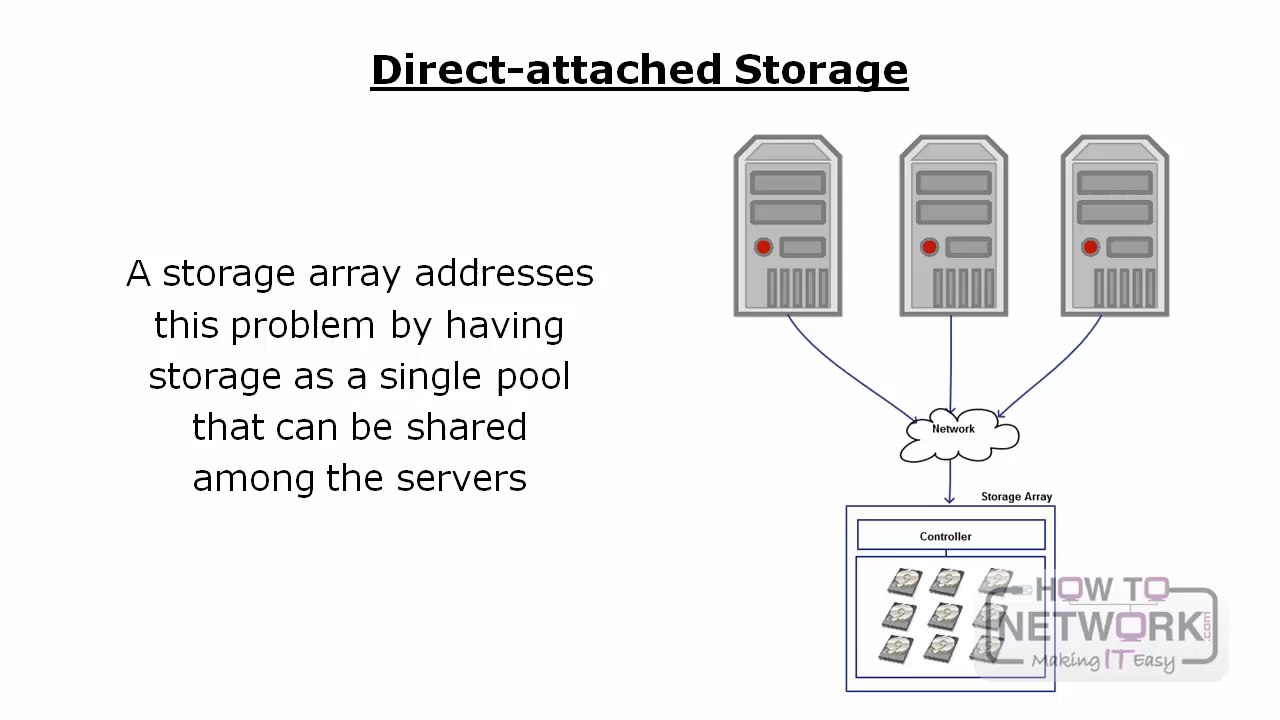 Direct-attached Storage
A storage array addresses
this problem by having
storage as a single pool
that can be shared
among the servers
Network
Storage Array
Controller
HOW TO
NETWORK.com
Making IT Easy